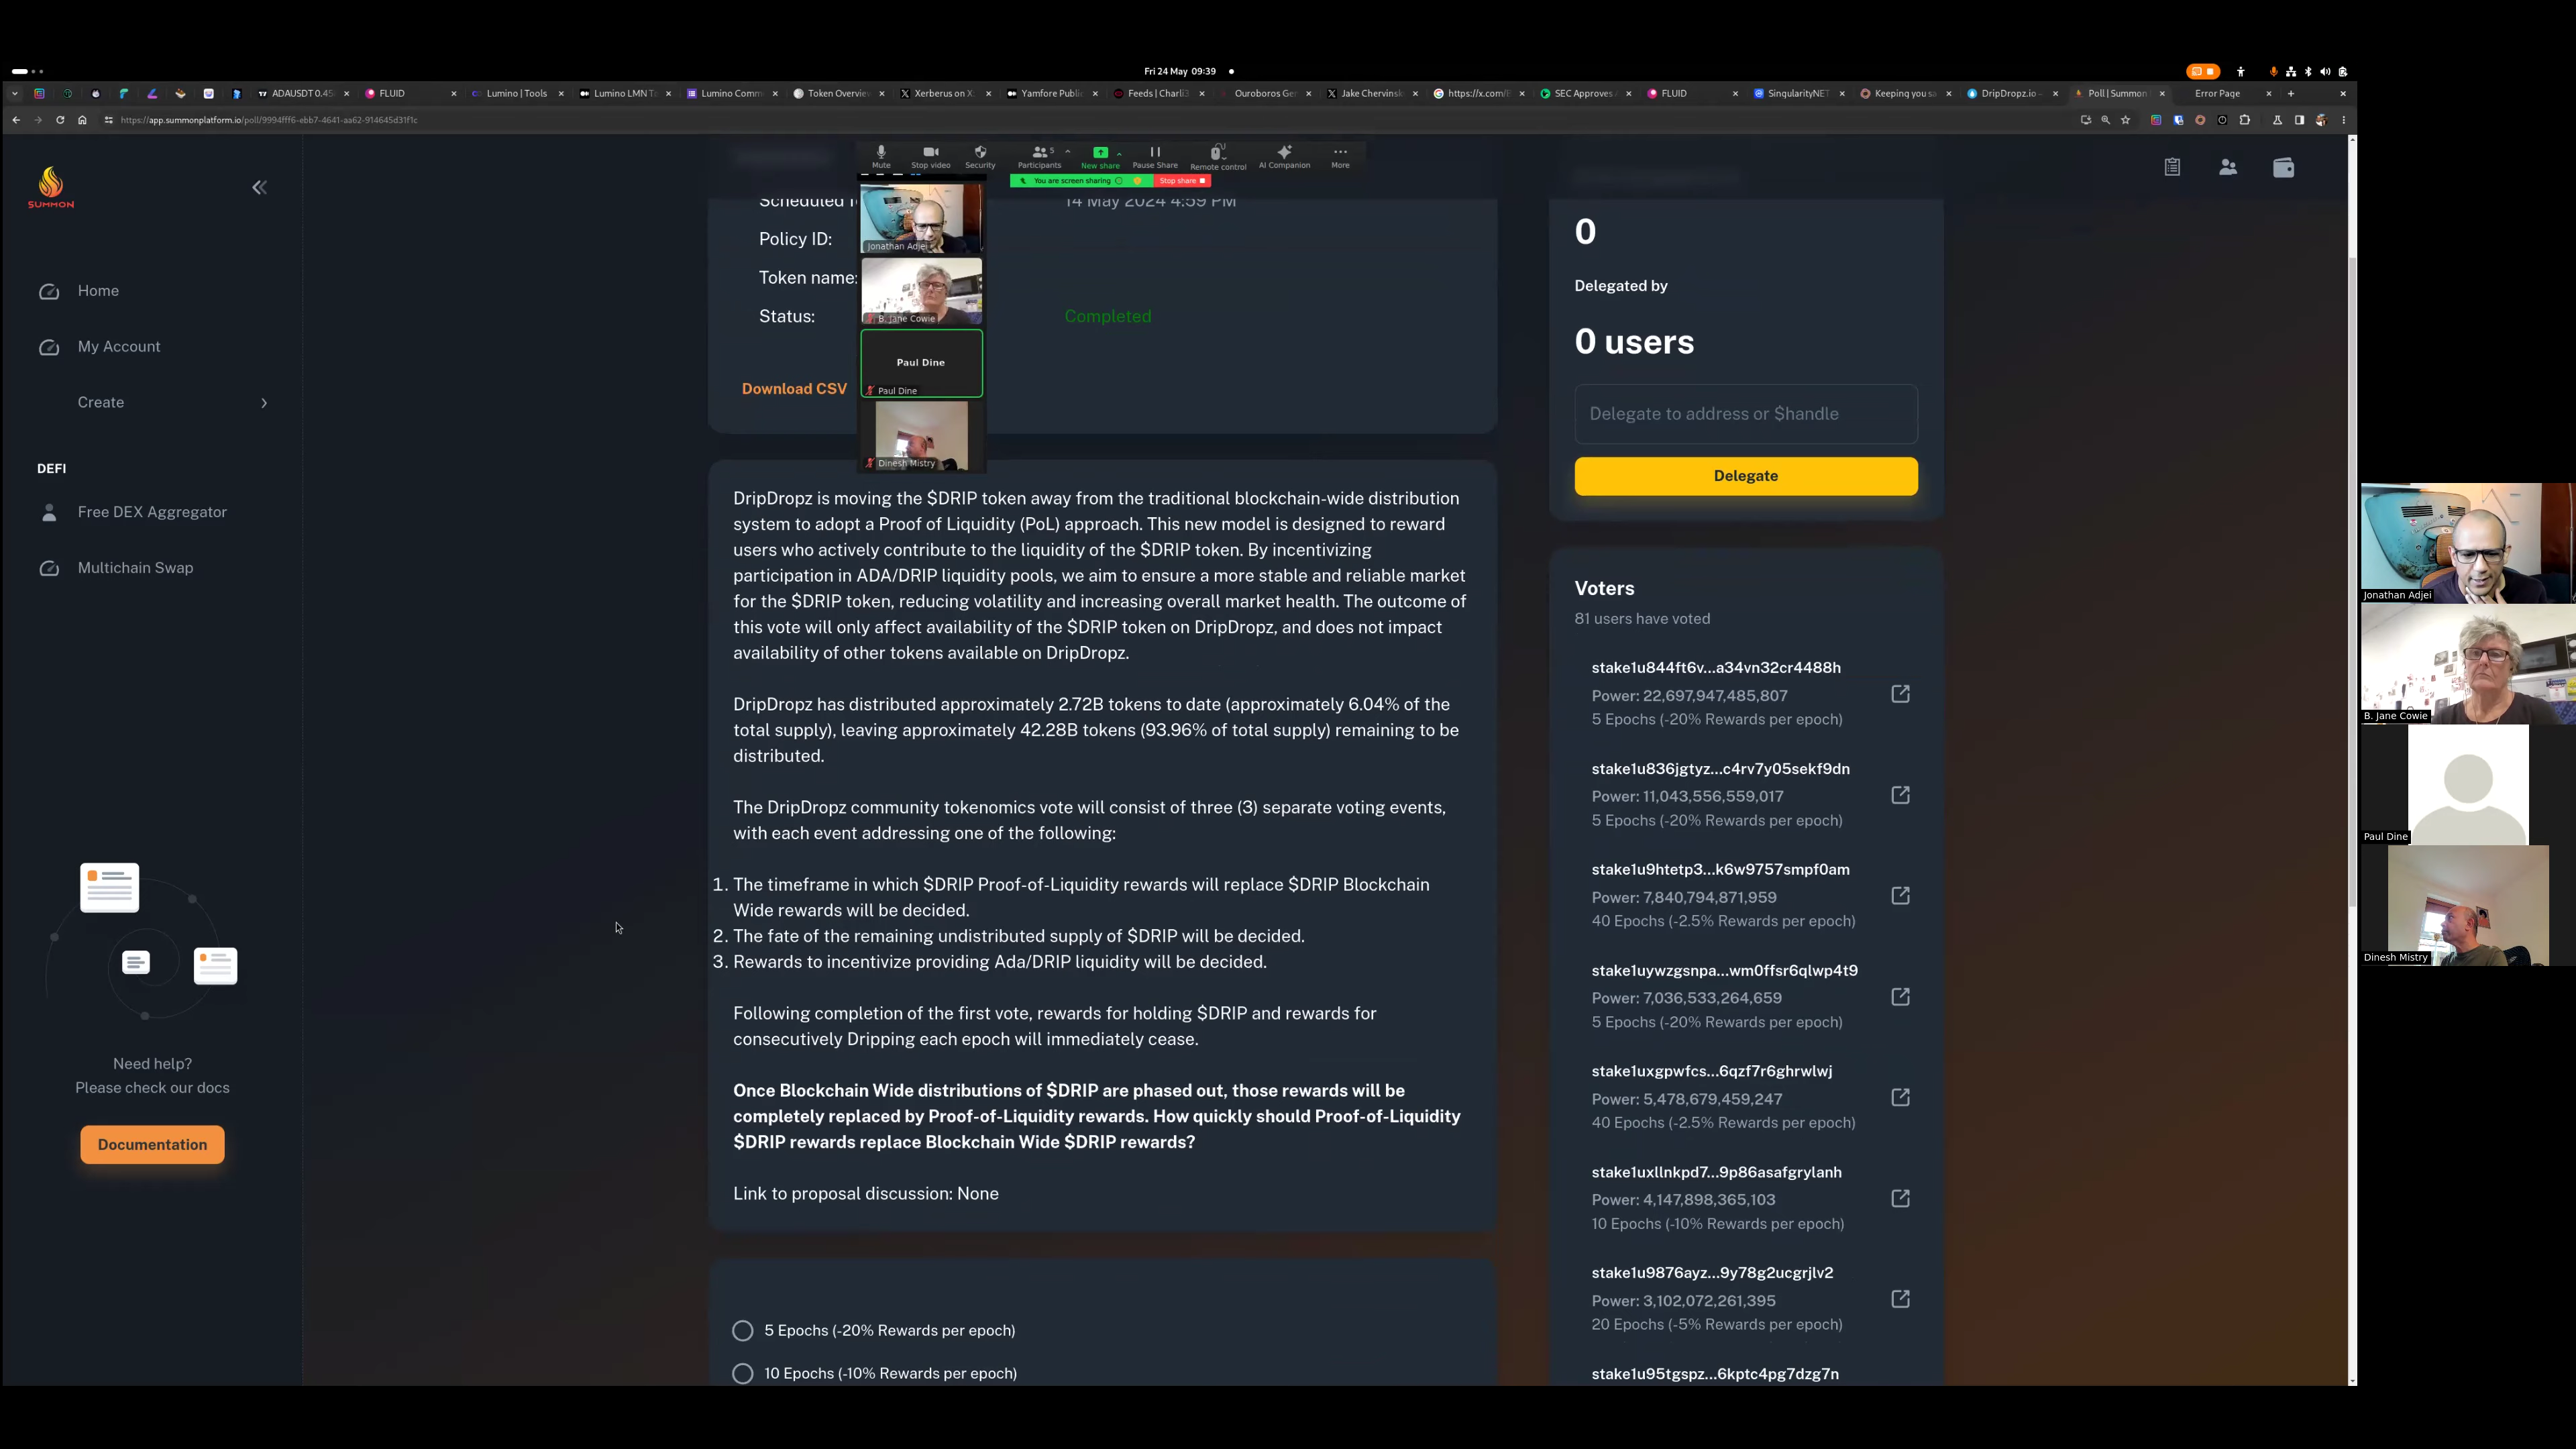 Fri 24 May 09:39
ADAUSDT 0.45
FLUID
Lumino | Tools
Lumino LMN T
Lumino Comm
Token Overview
Xerberus on X
Yamfore Public
Feeds | Charli3
Ouroboros Gen
Jake Chervinsk
https://x.com/
SEC Approves
FLUID
SingularityNET
Keeping you sa
DripDropz.io –
Poll | Summon
Error Page
https://app.summonplatform.io/poll/9994fff6-ebb7-4641-aa62-914645d31f1c
SUMMON
Home
My Account
Create
DEFI
Free DEX Aggregator
Multichain Swap
Need help?
Please check our docs
Documentation
Mute
Stop video
Security
Participants
5
New share
Pause Share
Remote control
AI Companion
More
You are screen sharing
Stop share
Jonathan Adjei
B. Jane Cowie
Paul Dine
Paul Dine
Dinesh Mistry
14 May 2024 4:59 PM
Policy ID:
Token name:
Status:
Completed
Download CSV
DripDropz is moving the $DRIP token away from the traditional blockchain-wide distribution
system to adopt a Proof of Liquidity (PoL) approach. This new model is designed to reward
users who actively contribute to the liquidity of the $DRIP token. By incentivizing
participation in ADA/DRIP liquidity pools, we aim to ensure a more stable and reliable market
for the $DRIP token, reducing volatility and increasing overall market health. The outcome of
this vote will only affect availability of the $DRIP token on DripDropz, and does not impact
availability of other tokens available on DripDropz.
DripDropz has distributed approximately 2.72B tokens to date (approximately 6.04% of the
total supply), leaving approximately 42.28B tokens (93.96% of total supply) remaining to be
distributed.
The DripDropz community tokenomics vote will consist of three (3) separate voting events,
with each event addressing one of the following:
1. The timeframe in which $DRIP Proof-of-Liquidity rewards will replace $DRIP Blockchain
Wide rewards will be decided.
2. The fate of the remaining undistributed supply of $DRIP will be decided.
3. Rewards to incentivize providing Ada/DRIP liquidity will be decided.
Following completion of the first vote, rewards for holding $DRIP and rewards for
consecutively Dripping each epoch will immediately cease.
Once Blockchain Wide distributions of $DRIP are phased out, those rewards will be
completely replaced by Proof-of-Liquidity rewards. How quickly should Proof-of-Liquidity
$DRIP rewards replace Blockchain Wide $DRIP rewards?
Link to proposal discussion: None
5 Epochs (-20% Rewards per epoch)
10 Epochs (-10% Rewards per epoch)
0
Delegated by
0 users
Delegate to address or $handle
Delegate
Voters
81 users have voted
stake1u844ft6v...a34vn32cr4488h
Power: 22,697,947,485,807
5 Epochs (-20% Rewards per epoch)
stake1u836jgtyz...c4rv7y05sekf9dn
Power: 11,043,556,559,017
5 Epochs (-20% Rewards per epoch)
stake1u9htetp3...k6w9757smpf0am
Power: 7,840,794,871,959
40 Epochs (-2.5% Rewards per epoch)
stake1uywzgsnpa...wm0ffsr6qlwp4t9
Power: 7,036,533,264,659
5 Epochs (-20% Rewards per epoch)
stake1uxgpwfcs...6qzf7r6ghrwlwj
Power: 5,478,679,459,247
40 Epochs (-2.5% Rewards per epoch)
stake1uxllnkpd7...9p86asafgrylanh
Power: 4,147,898,365,103
10 Epochs (-10% Rewards per epoch)
stake1u9876ayz...9y78g2ucgrjlv2
Power: 3,102,072,261,395
20 Epochs (-5% Rewards per epoch)
stake1u95tgspz...6kptc4pg7dzg7n
Jonathan Adjei
B. Jane Cowie
Paul Dine
Dinesh Mistry